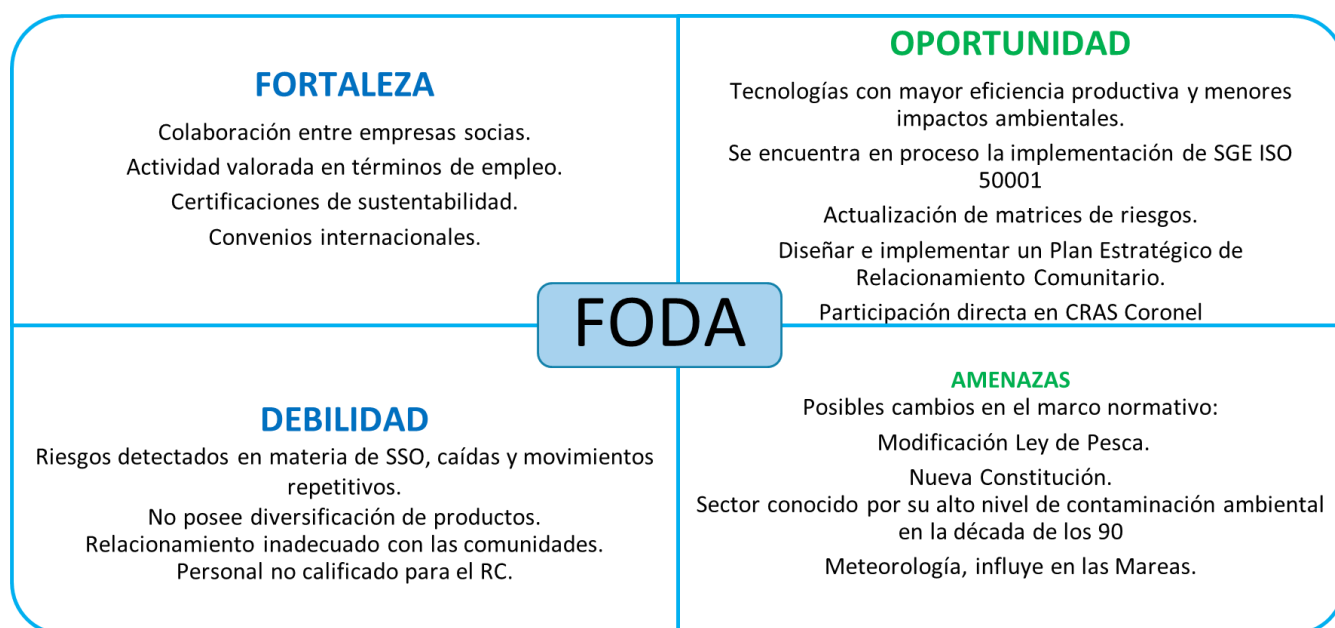 FORTALEZA
Colaboración entre empresas socias.
Actividad valorada en términos de empleo.
Certificaciones de sustentabilidad.
Convenios internacionales.
OPORTUNIDAD
Tecnologías con mayor eficiencia productiva y menores
impactos ambientales.
Se encuentra en proceso la implementación de SGE ISO
50001
Actualización de matrices de riesgos.
Diseñar e implementar un Plan Estratégico de
Relacionamiento Comunitario.
Participación directa en CRAS Coronel
FODA
DEBILIDAD
Riesgos detectados en materia de SSO, caídas y movimientos
repetitivos.
No posee diversificación de productos.
Relacionamiento inadecuado con las comunidades.
Personal no calificado para el RC.
AMENAZAS
Posibles cambios en el marco normativo:
Modificación Ley de Pesca.
Nueva Constitución.
Sector conocido por su alto nivel de contaminación ambiental
en la década de los 90
Meteorología, influye en las Mareas.